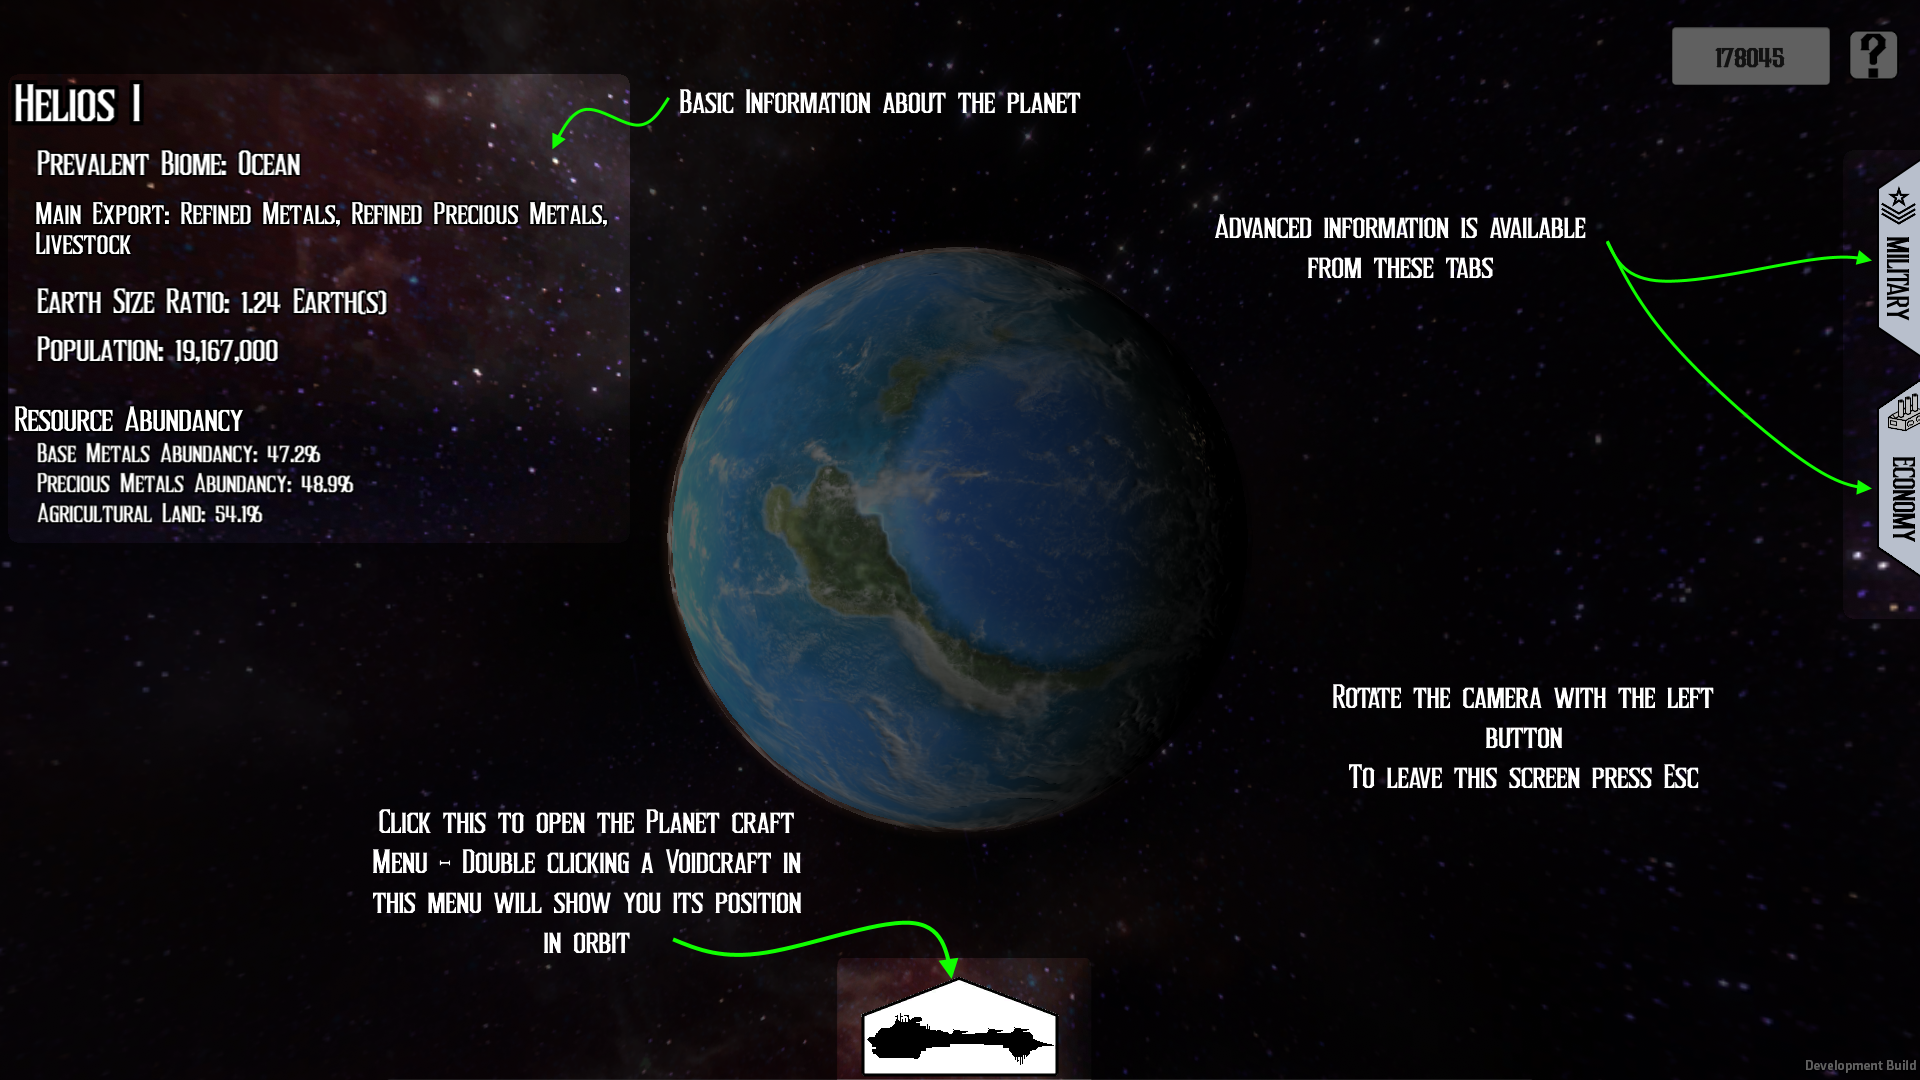 178045
?
Helios I
Basic Information about the planet
Prevalent Biome: Ocean
Main Export: Refined Metals, Refined Precious Metals,
Livestock
Earth Size Ratio: 1.24 Earth(s)
Population: 19,167,000
Resource Abundancy
Base Metals Abundancy: 47.2%
Precious Metals Abundancy: 48.9%
Agricultural Land: 54.1%
Advanced information is available
from these tabs
Military
Economy
Rotate the camera with the left
button
To leave this screen press Esc
Click this to open the Planet craft
Menu - Double clicking a Voidcraft in
this menu will show you its position
in orbit
Development Build